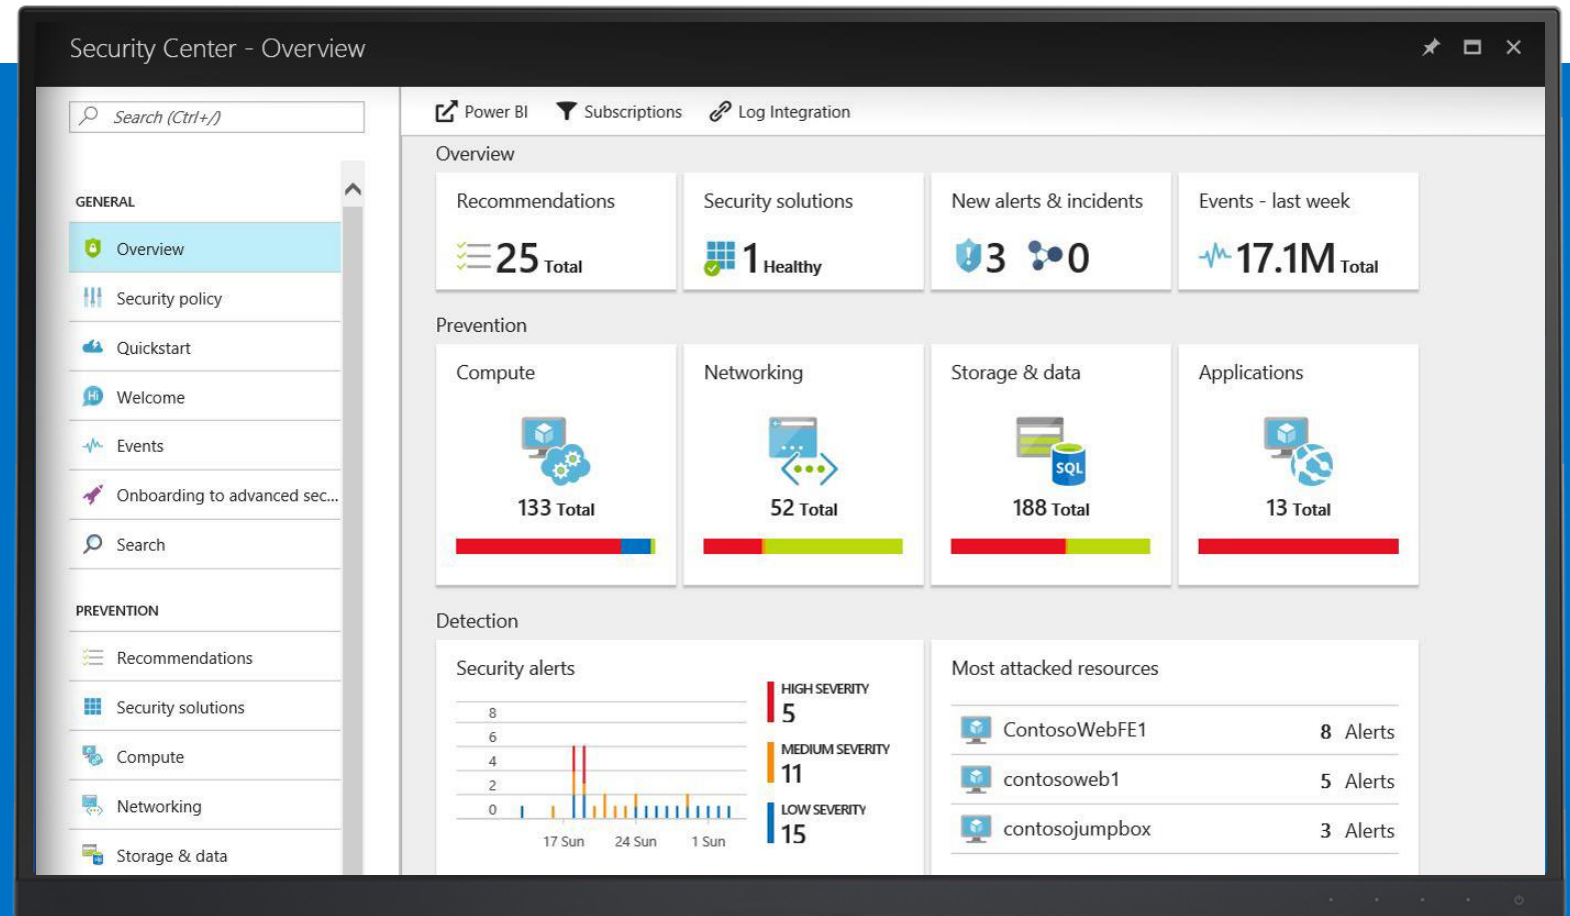 Security Center - Overview
Search (Ctrl+/)
GENERAL
Overview
Security policy
Quickstart
Hi
Welcome
Events
Onboarding to advanced sec...
Search
PREVENTION
Recommendations
Security solutions
Compute
Networking
Storage & data
Power BI Subscriptions Log Integration
Overview
Recommendations
25 Total
Security solutions
1 Healthy
New alerts & incidents
3 0
Events - last week
17.1M Total
Prevention
Compute
133 Total
Networking
52 Total
Storage & data
SQL
188 Total
Applications
13 Total
Detection
Security alerts
8
6
4
2
0
17 Sun 24 Sun 1 Sun
HIGH SEVERITY
5
MEDIUM SEVERITY
11
LOW SEVERITY
15
Most attacked resources
ContosoWebFE1 8 Alerts
contosoweb1 5 Alerts
contosojumpbox 3 Alerts